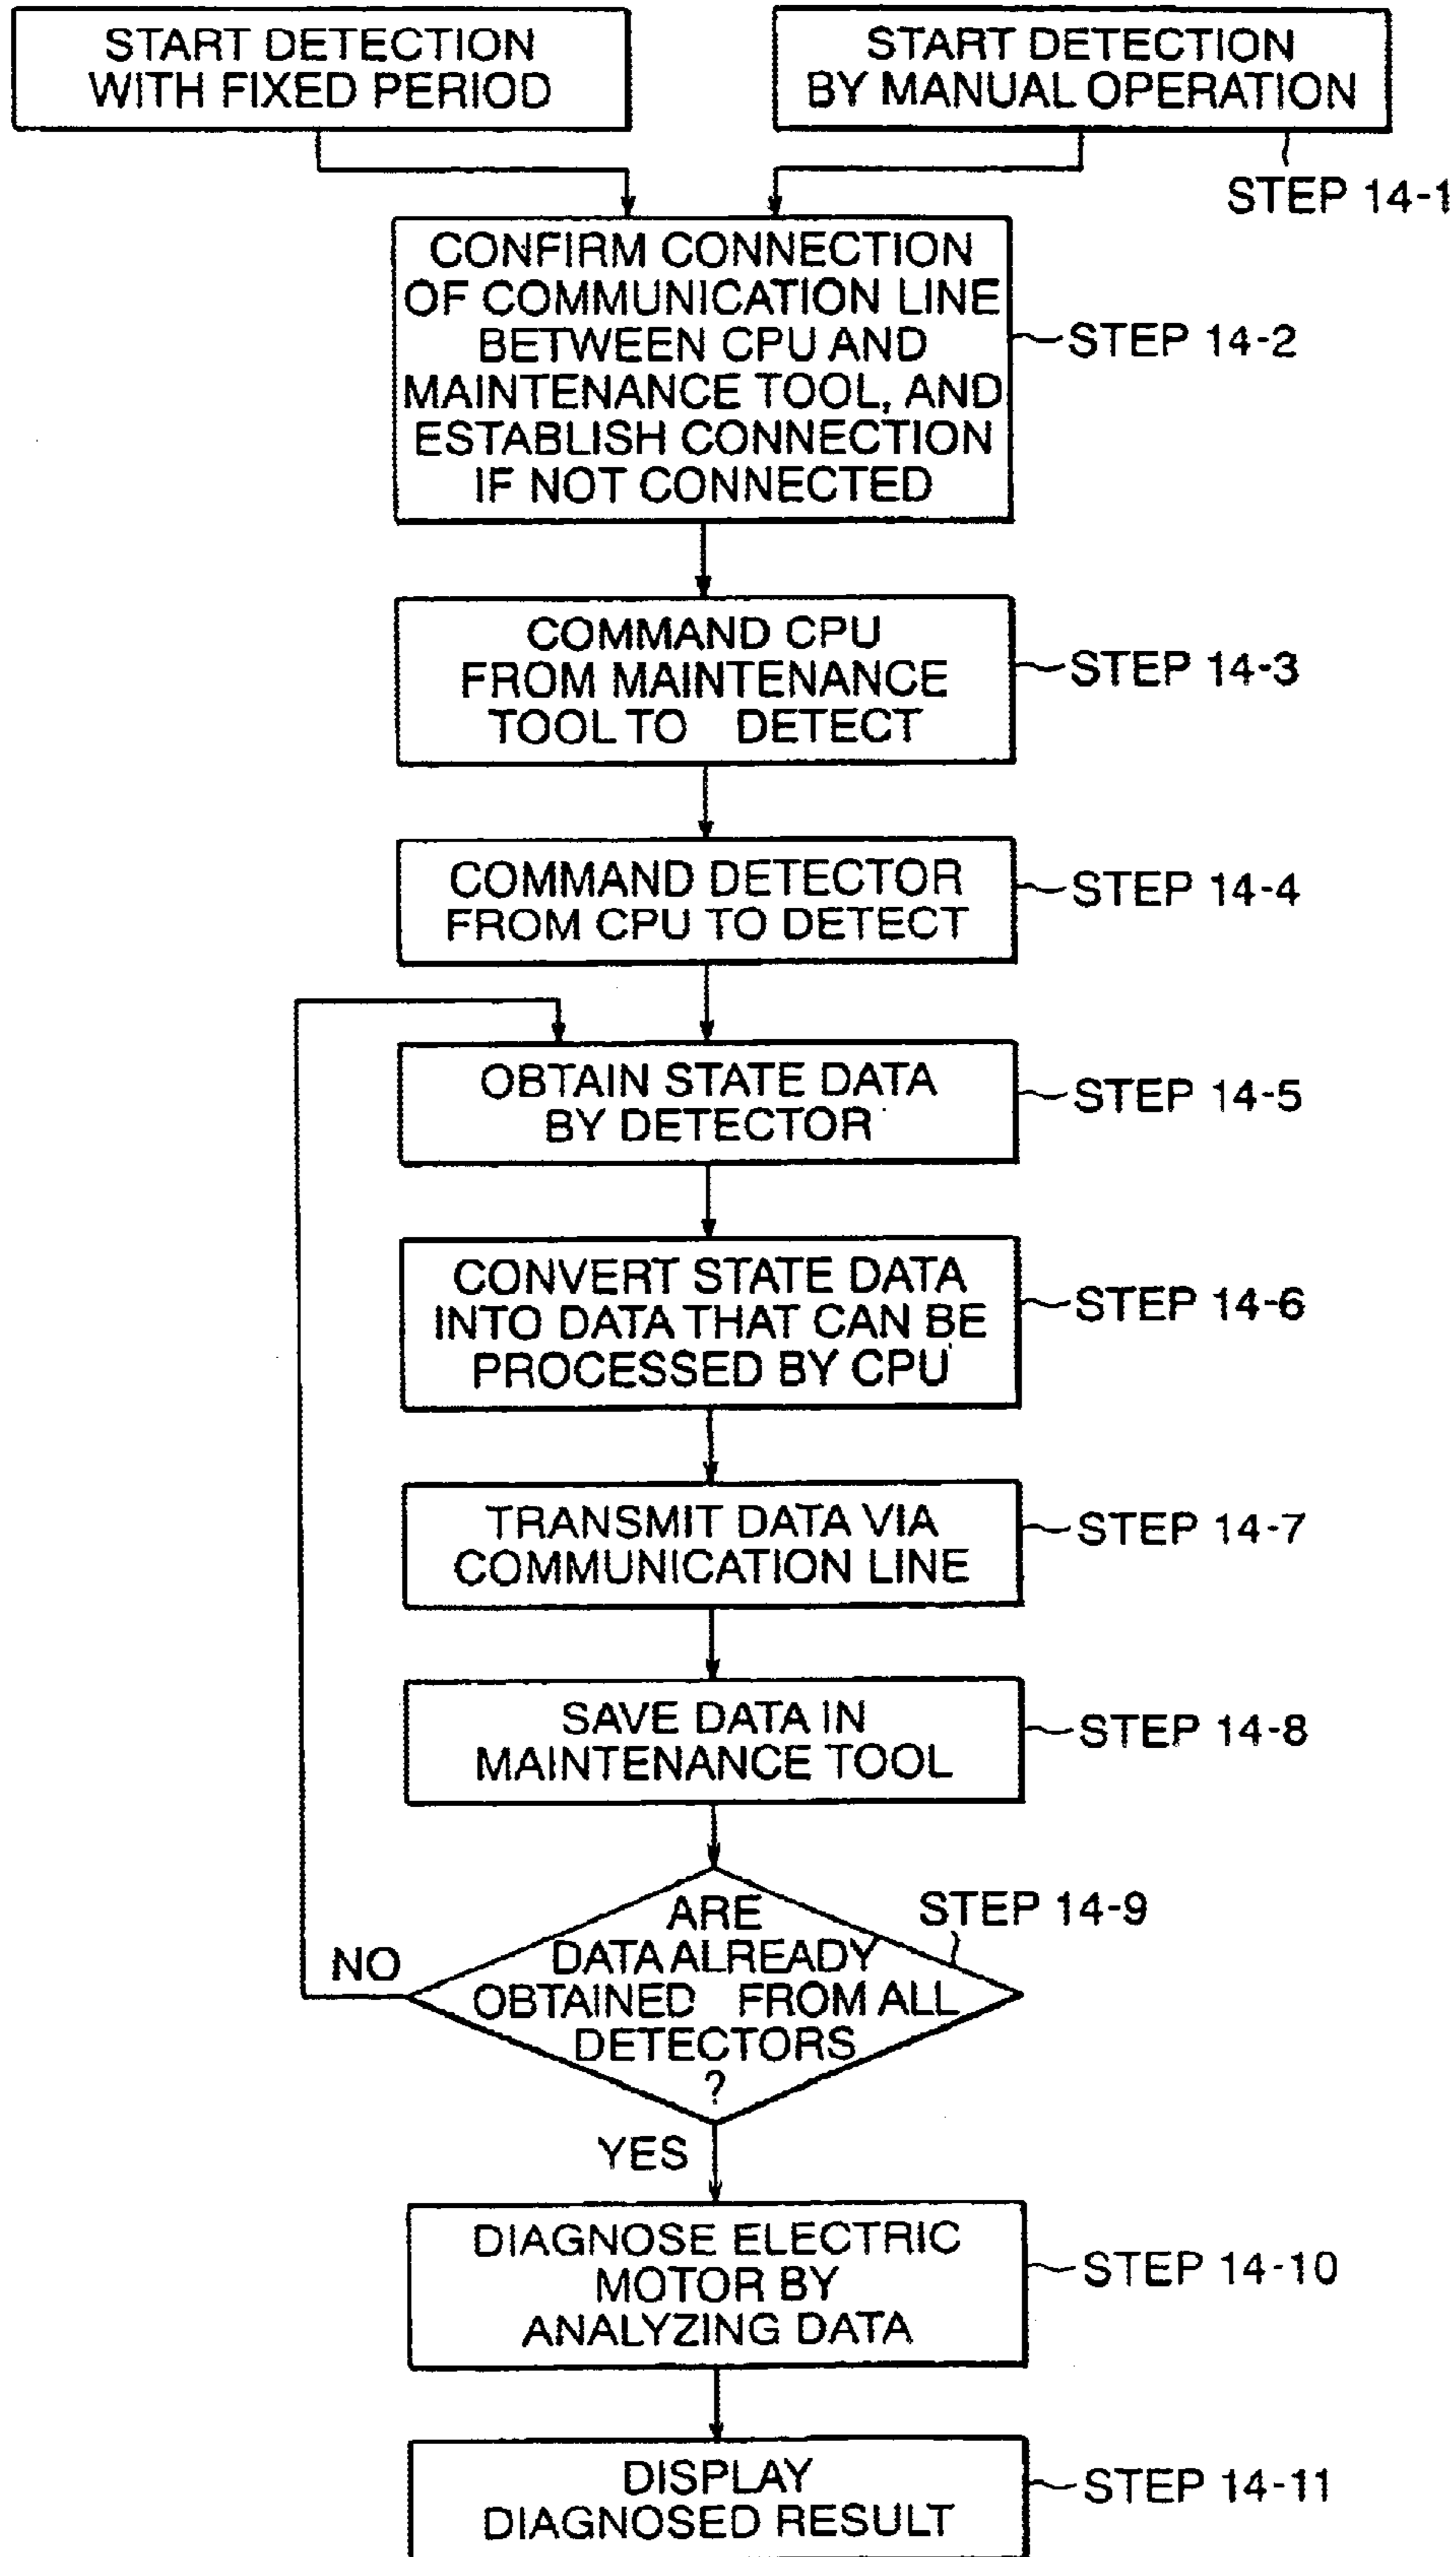 START DETECTION
WITH FIXED PERIOD
START DETECTION
BY MANUAL OPERATION
STEP 14-1
CONFIRM CONNECTION
OF COMMUNICATION LINE
BETWEEN CPU AND
MAINTENANCE TOOL, AND
ESTABLISH CONNECTION
IF NOT CONNECTED
STEP 14-2
COMMAND CPU
FROM MAINTENANCE
TOOL TO DETECT
STEP 14-3
COMMAND DETECTOR
FROM CPU TO DETECT
STEP 14-4
OBTAIN STATE DATA
BY DETECTOR
STEP 14-5
CONVERT STATE DATA
INTO DATA THAT CAN BE
PROCESSED BY CPU
STEP 14-6
TRANSMIT DATA VIA
COMMUNICATION LINE
STEP 14-7
SAVE DATA IN
MAINTENANCE TOOL
STEP 14-8
ARE
DATA ALREADY
OBTAINED FROM ALL
DETECTORS
?
STEP 14-9
NO
YES
DIAGNOSE ELECTRIC
MOTOR BY
ANALYZING DATA
STEP 14-10
DISPLAY
DIAGNOSED RESULT
STEP 14-11